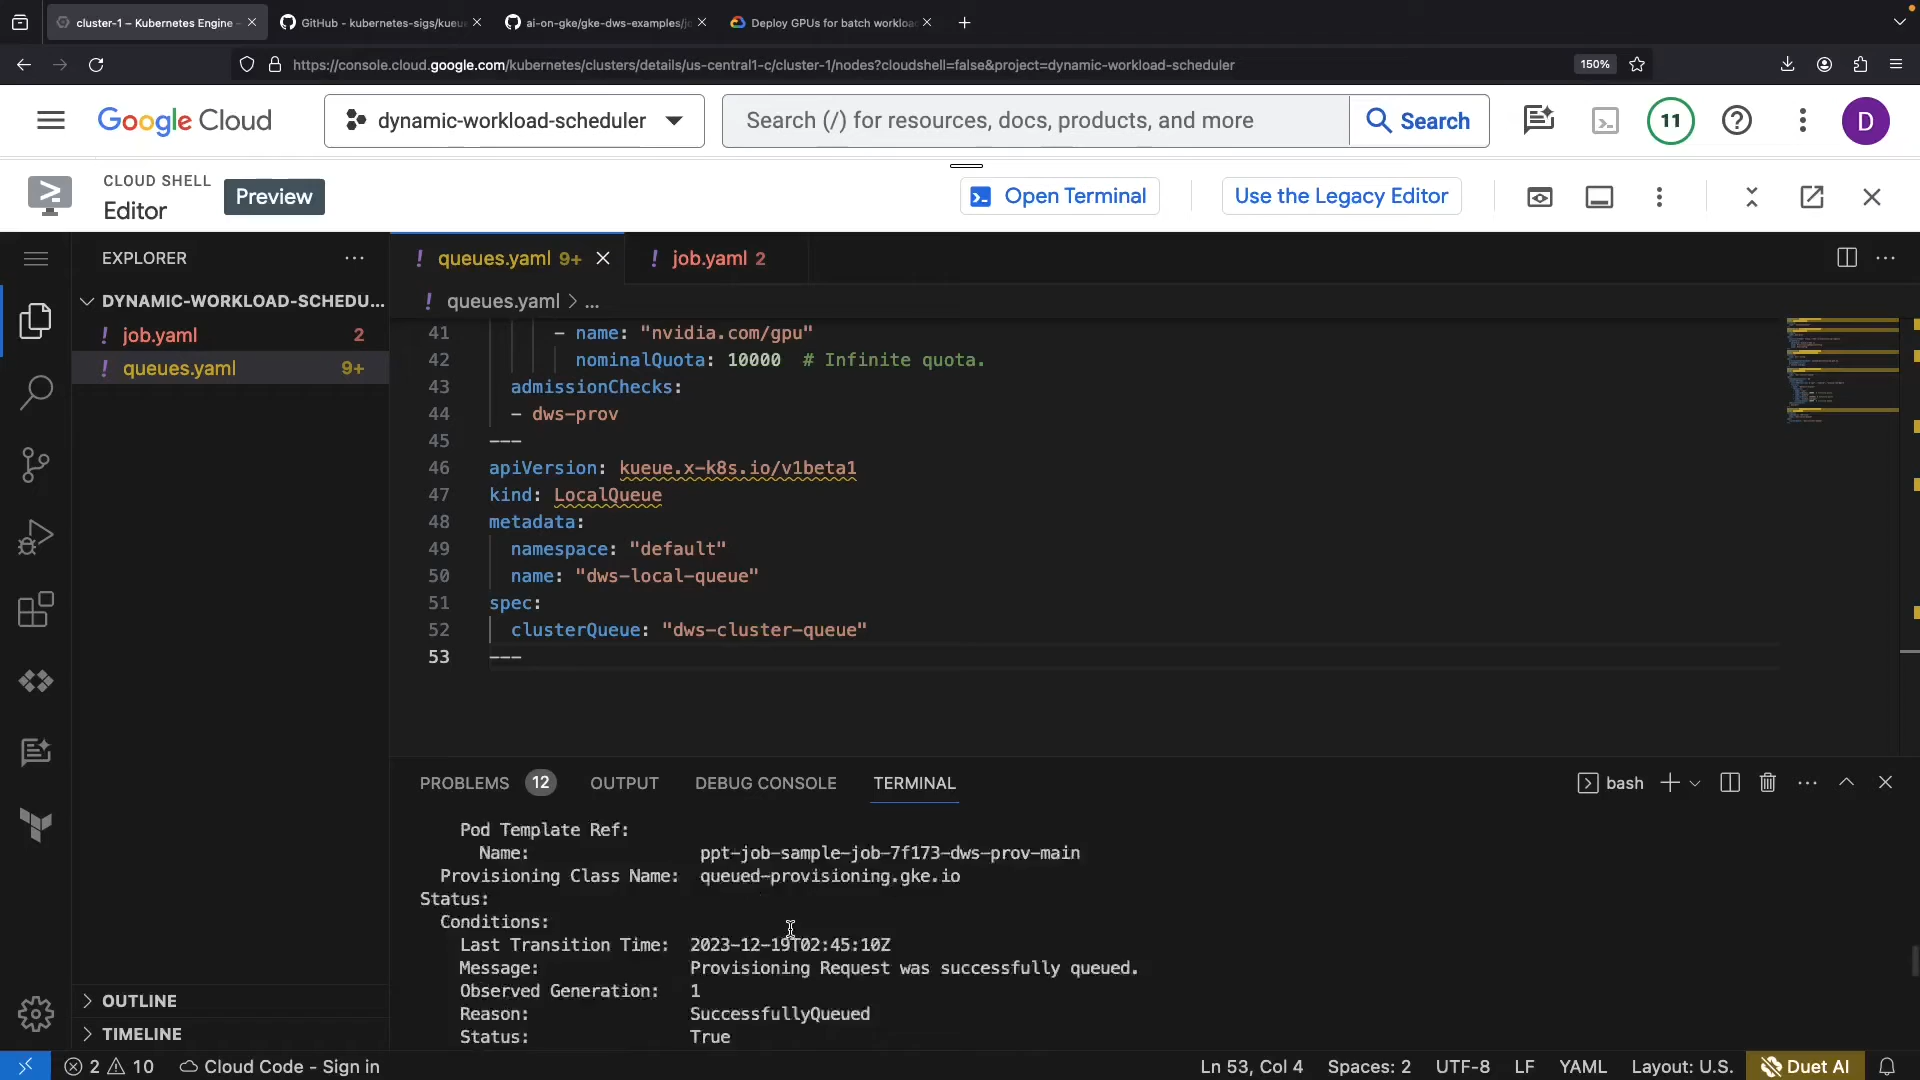 cluster-1 – Kubernetes Engine –
GitHub - kubernetes-sigs/kueu
ai-on-gke/gke-dws-examples/j
Deploy GPUs for batch workloa
https://console.cloud.google.com/kubernetes/clusters/details/us-central1-c/cluster-1/nodes?cloudshell=false&project=dynamic-workload-scheduler
150%
Google Cloud
dynamic-workload-scheduler
Search (/) for resources, docs, products, and more
Search
11
D
CLOUD SHELL
Editor
Preview
Open Terminal
Use the Legacy Editor
EXPLORER
DYNAMIC-WORKLOAD-SCHEDU...
! job.yaml 2
! queues.yaml 9+
OUTLINE
TIMELINE
! queues.yaml 9+
! job.yaml 2
! queues.yaml > ...
41 - name: "nvidia.com/gpu"
42 nominalQuota: 10000 # Infinite quota.
43 admissionChecks:
44 - dws-prov
45 ---
46 apiVersion: kueue.x-k8s.io/v1beta1
47 kind: LocalQueue
48 metadata:
49 namespace: "default"
50 name: "dws-local-queue"
51 spec:
52 clusterQueue: "dws-cluster-queue"
53 ---
PROBLEMS 12 OUTPUT DEBUG CONSOLE TERMINAL
bash
Pod Template Ref:
Name: ppt-job-sample-job-7f173-dws-prov-main
Provisioning Class Name: queued-provisioning.gke.io
Status:
Conditions:
Last Transition Time: 2023-12-19T02:45:10Z
Message: Provisioning Request was successfully queued.
Observed Generation: 1
Reason: SuccessfullyQueued
Status: True
2 10 Cloud Code - Sign in
Ln 53, Col 4 Spaces: 2 UTF-8 LF YAML Layout: U.S. Duet AI